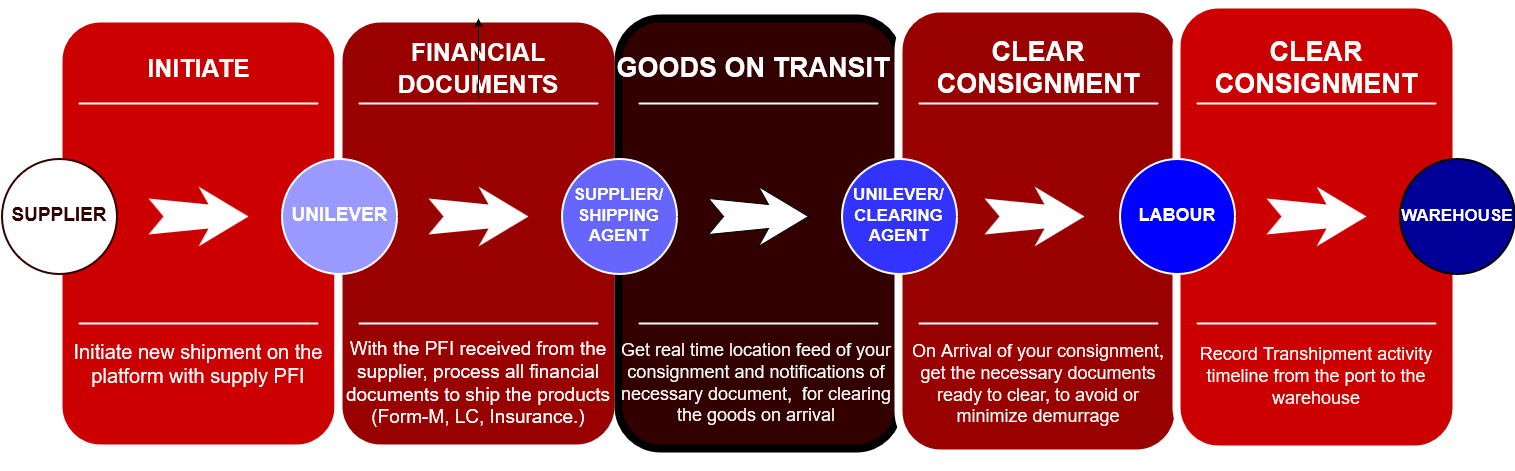 INITIATE
FINANCIAL
DOCUMENTS
GOODS ON TRANSIT
CLEAR
CONSIGNMENT
CLEAR
CONSIGNMENT
SUPPLIER
UNILEVER
SUPPLIER/
SHIPPING
AGENT
UNILEVER/
CLEARING
AGENT
LABOUR
WAREHOUSE
Initiate new shipment on the
platform with supply PFI
With the PFI received from the
supplier, process all financial
documents to ship the products
(Form-M, LC, Insurance.)
Get real time location feed of your
consignment and notifications of
necessary document, for clearing
the goods on arrival
On Arrival of your consignment,
get the necessary documents
ready to clear, to avoid or
minimize demurrage
Record Transhipment activity
timeline from the port to the
warehouse